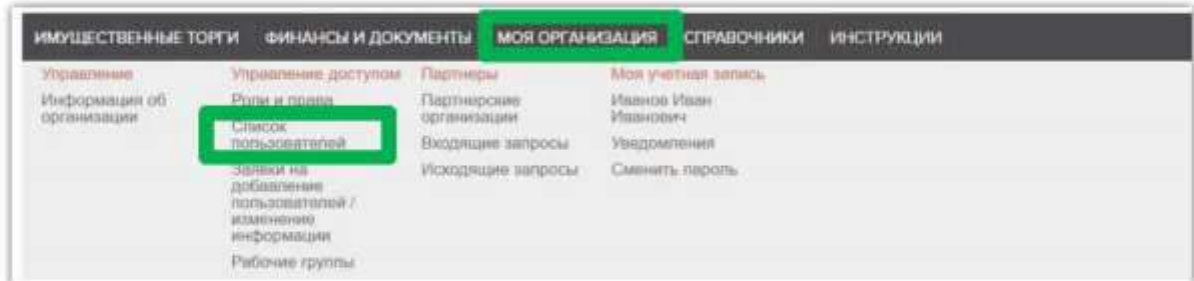 ИМУЩЕСТВЕННЫЕ ТОРГИ ФИНАНСЫ И ДОКУМЕНТЫ МОЯ ОРГАНИЗАЦИЯ СПРАВОЧНИКИ ИНСТРУКЦИИ
Управление
Информация об
организации
Управление доступом
Роли и права
Список
пользователей
Заявки на
добавление
пользователей /
изменение
информации
Рабочие группы
Партнеры
Партнерские
организации
Входящие запросы
Исходящие запросы
Моя учетная запись
Иванов Иван
Иванович
Уведомления
Сменить пароль